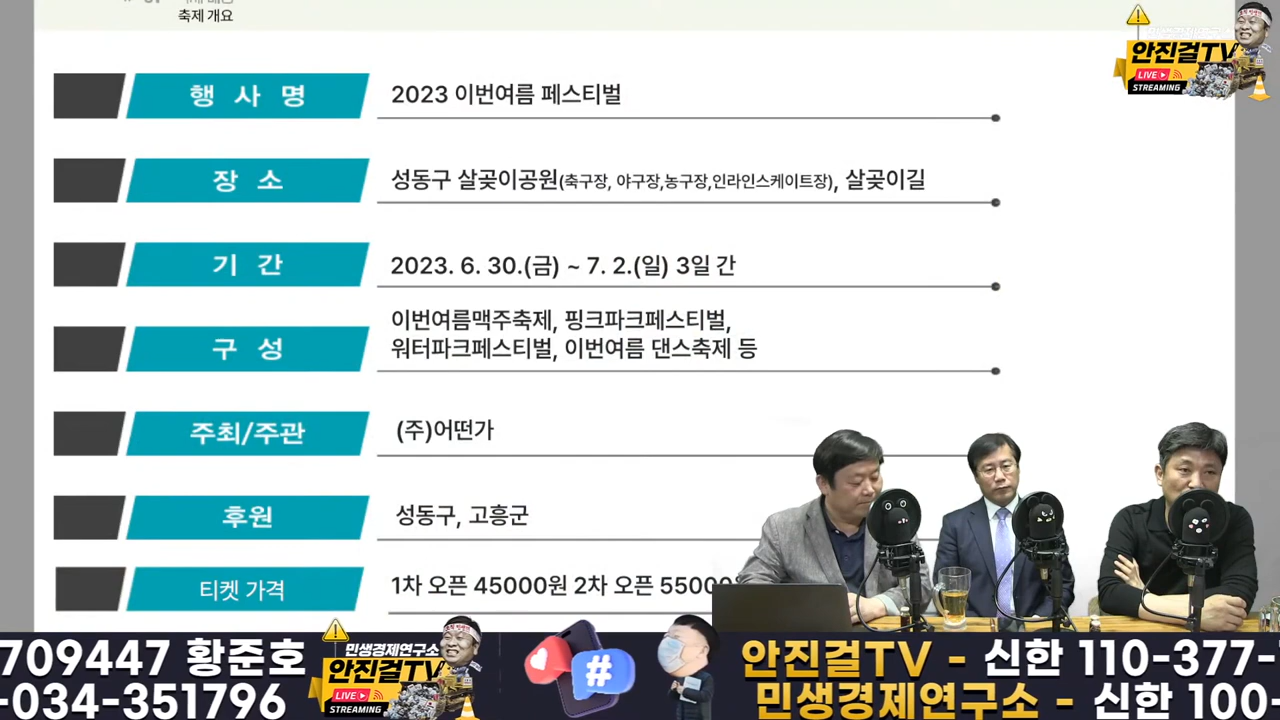 축제 개요
행 사 명
2023 이번여름 페스티벌
장 소
성동구 살곶이공원(축구장, 야구장,농구장,인라인스케이트장), 살곶이길
기 간
2023. 6. 30.(금) ~ 7. 2.(일) 3일 간
구 성
이번여름맥주축제, 핑크파크페스티벌,
워터파크페스티벌, 이번여름 댄스축제 등
주최/주관
(주)어떤가
후원
성동구, 고흥군
티켓 가격
1차 오픈 45000원 2차 오픈 55000
민생경제연구소
안진걸TV
LIVE
STREAMING
709447 황준호
-034-351796
민생경제연구소
안진걸TV
LIVE
STREAMING
#
안진걸TV - 신한 110-377-
민생경제연구소 - 신한 100-